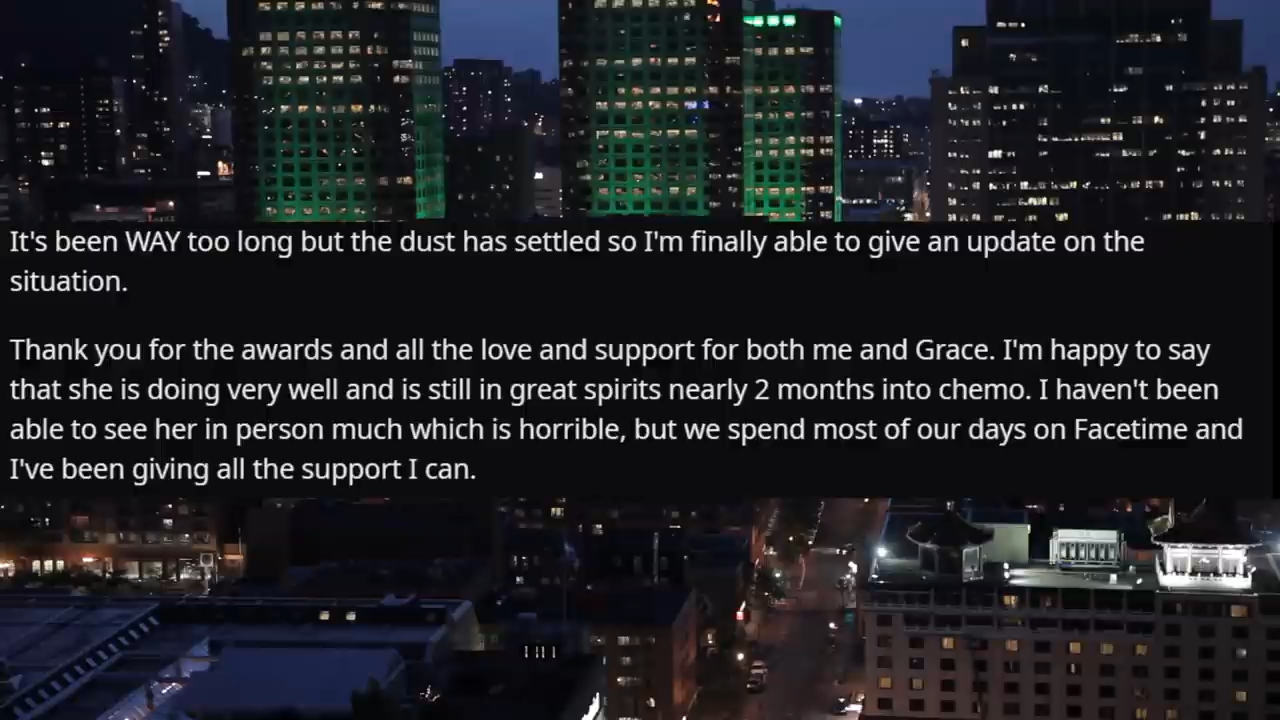 It's been WAY too long but the dust has settled so I'm finally able to give an update on the
situation.
Thank you for the awards and all the love and support for both me and Grace. I'm happy to say
that she is doing very well and is still in great spirits nearly 2 months into chemo. I haven't been
able to see her in person much which is horrible, but we spend most of our days on Facetime and
I've been giving all the support I can.